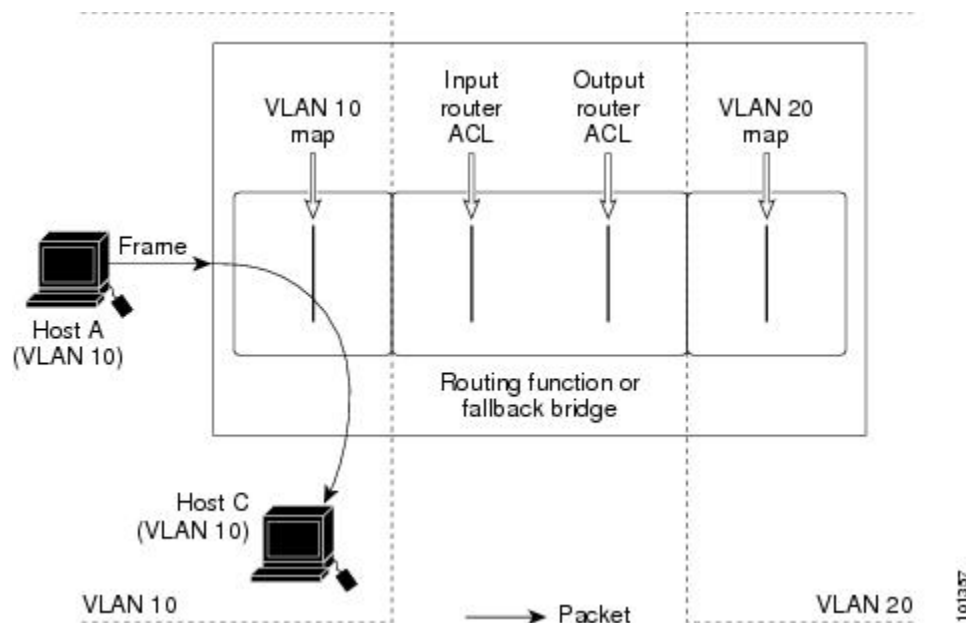 VLAN 10
map
Input
router
ACL
Output
router
ACL
VLAN 20
map
Frame
Host A
(VLAN 10)
Routing function or
fallback bridge
Host C
(VLAN 10)
VLAN 10
Packet
VLAN 20
101357